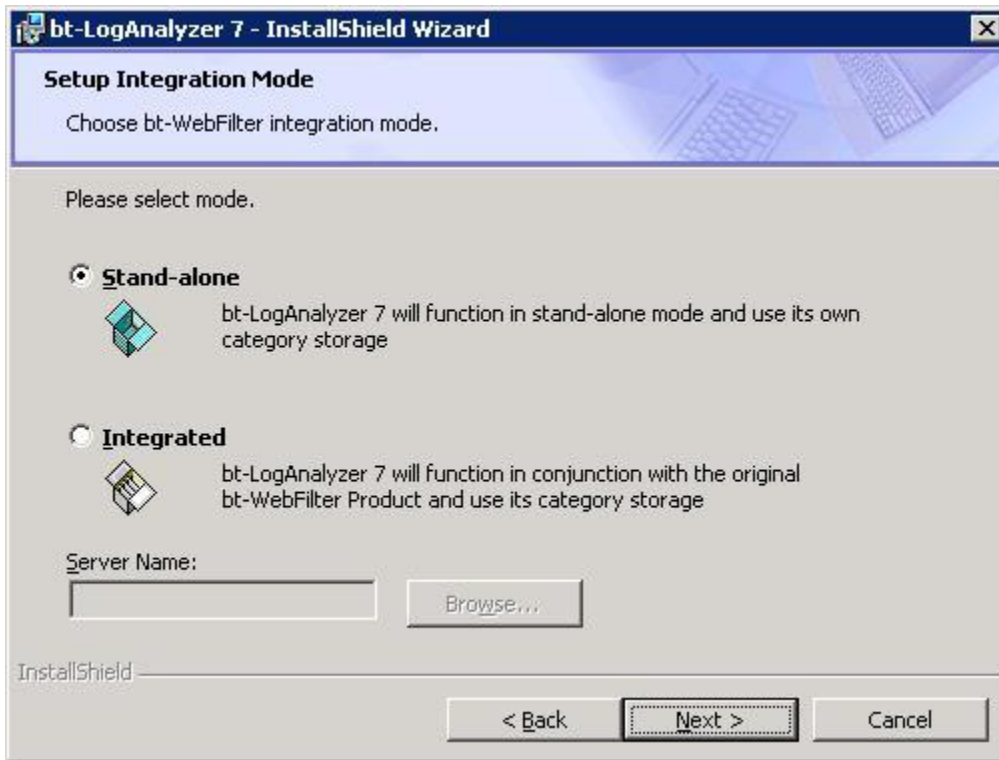 bt-LogAnalyzer 7 - InstallShield Wizard
Setup Integration Mode
Choose bt-WebFilter integration mode.
Please select mode.
Stand-alone
bt-LogAnalyzer 7 will function in stand-alone mode and use its own
category storage
Integrated
bt-LogAnalyzer 7 will function in conjunction with the original
bt-WebFilter Product and use its category storage
Server Name:
Browse...
InstallShield
< Back
Next >
Cancel